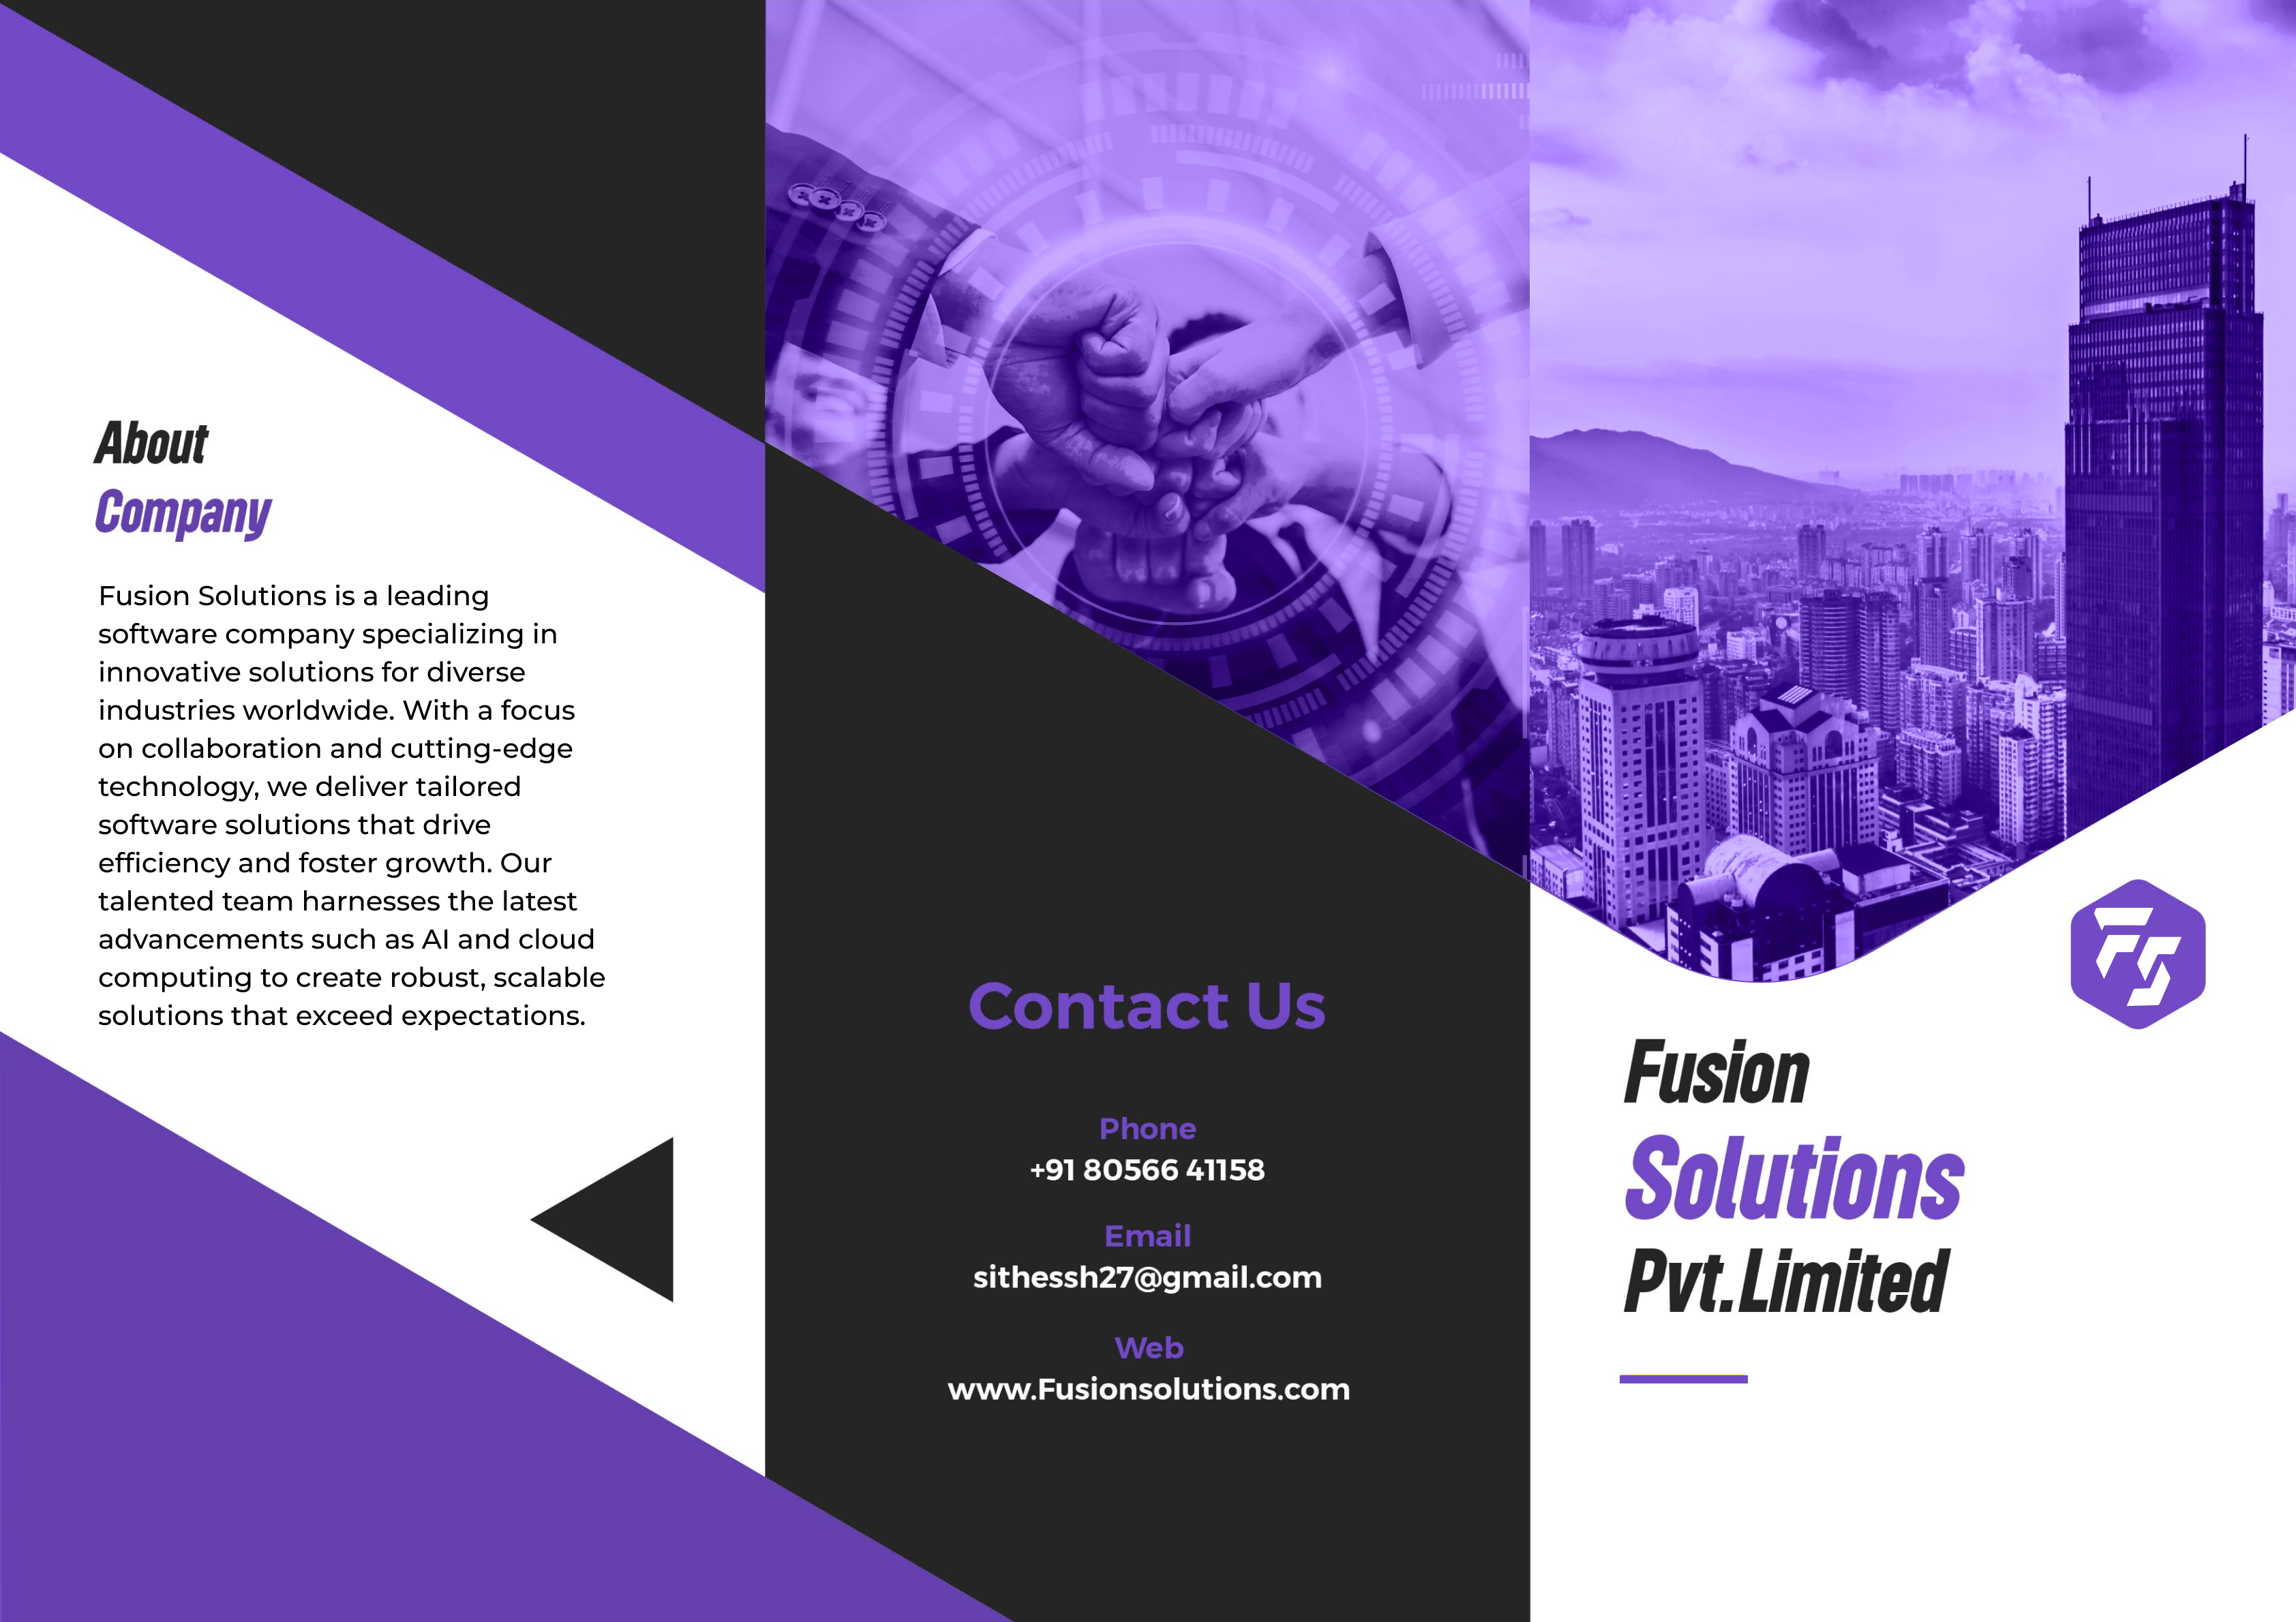 About
Company
Fusion Solutions is a leading
software company specializing in
innovative solutions for diverse
industries worldwide. With a focus
on collaboration and cutting-edge
technology, we deliver tailored
software solutions that drive
efficiency and foster growth. Our
talented team harnesses the latest
advancements such as AI and cloud
computing to create robust, scalable
solutions that exceed expectations.
Contact Us
Phone
+91 80566 41158
Email
sithessh27@gmail.com
Web
www.Fusionsolutions.com
FS
Fusion
Solutions
Pvt.Limited